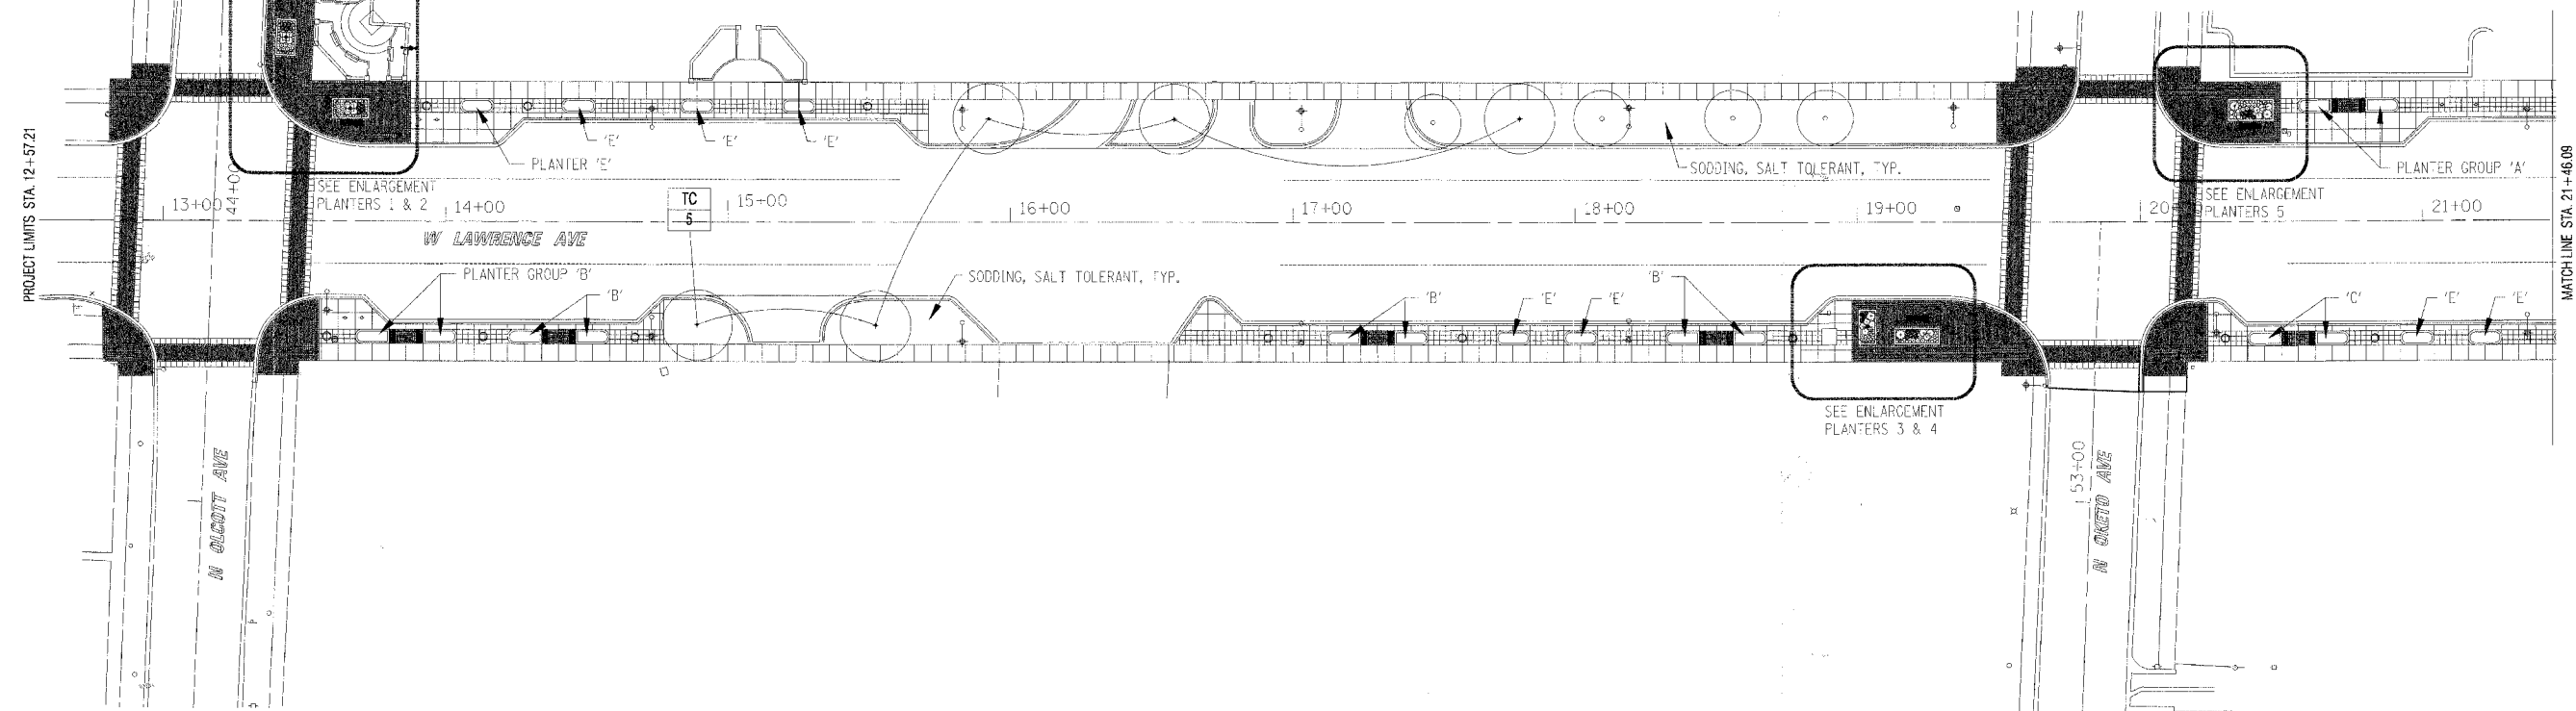 PROJECT LIMITS STA. 12+57.21
'E'
'E'
'E'
PLANTER 'E'
SODDING, SALT TOLERANT, TYP.
PLANTER GROUP 'A'
SEE ENLARGEMENT
PLANTERS 1 & 2
SEE ENLARGEMENT
PLANTERS 5
13+00
44+00
14+00
TC
5
15+00
16+00
17+00
18+00
19+00
20
21+00
MATCH LINE STA. 21+46.09
W LAWRENCE AVE
PLANTER GROUP 'B'
'B'
SODDING, SALT TOLERANT, TYP.
'B'
'E'
'E'
'B'
'C'
'E'
'E'
SEE ENLARGEMENT
PLANTERS 3 & 4
N OLCOTT AVE
53+00
N OKETO AVE